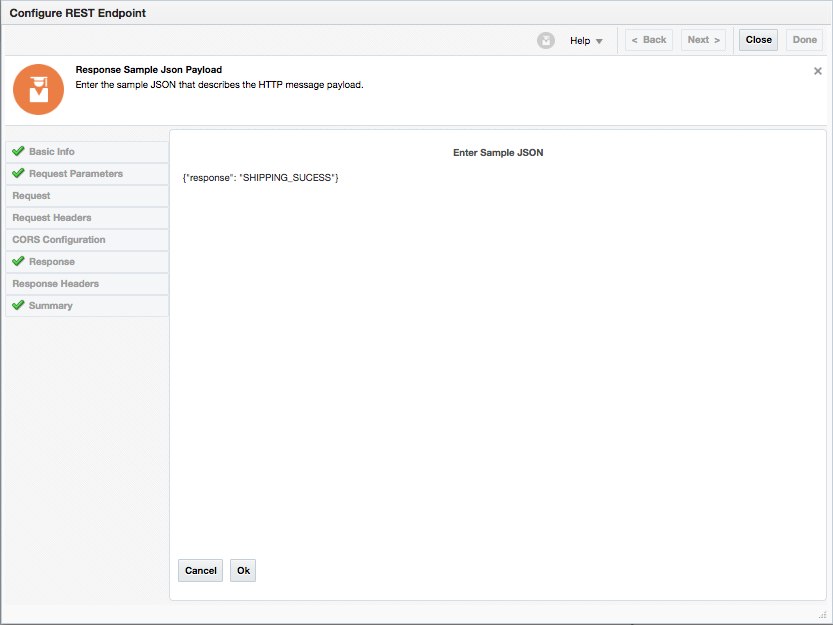 Configure REST Endpoint
Help
< Back
Next >
Close
Done
Response Sample Json Payload
Enter the sample JSON that describes the HTTP message payload.
Basic Info
Request Parameters
Request
Request Headers
CORS Configuration
Response
Response Headers
Summary
Enter Sample JSON
{"response": "SHIPPING_SUCESS"}
Cancel
Ok